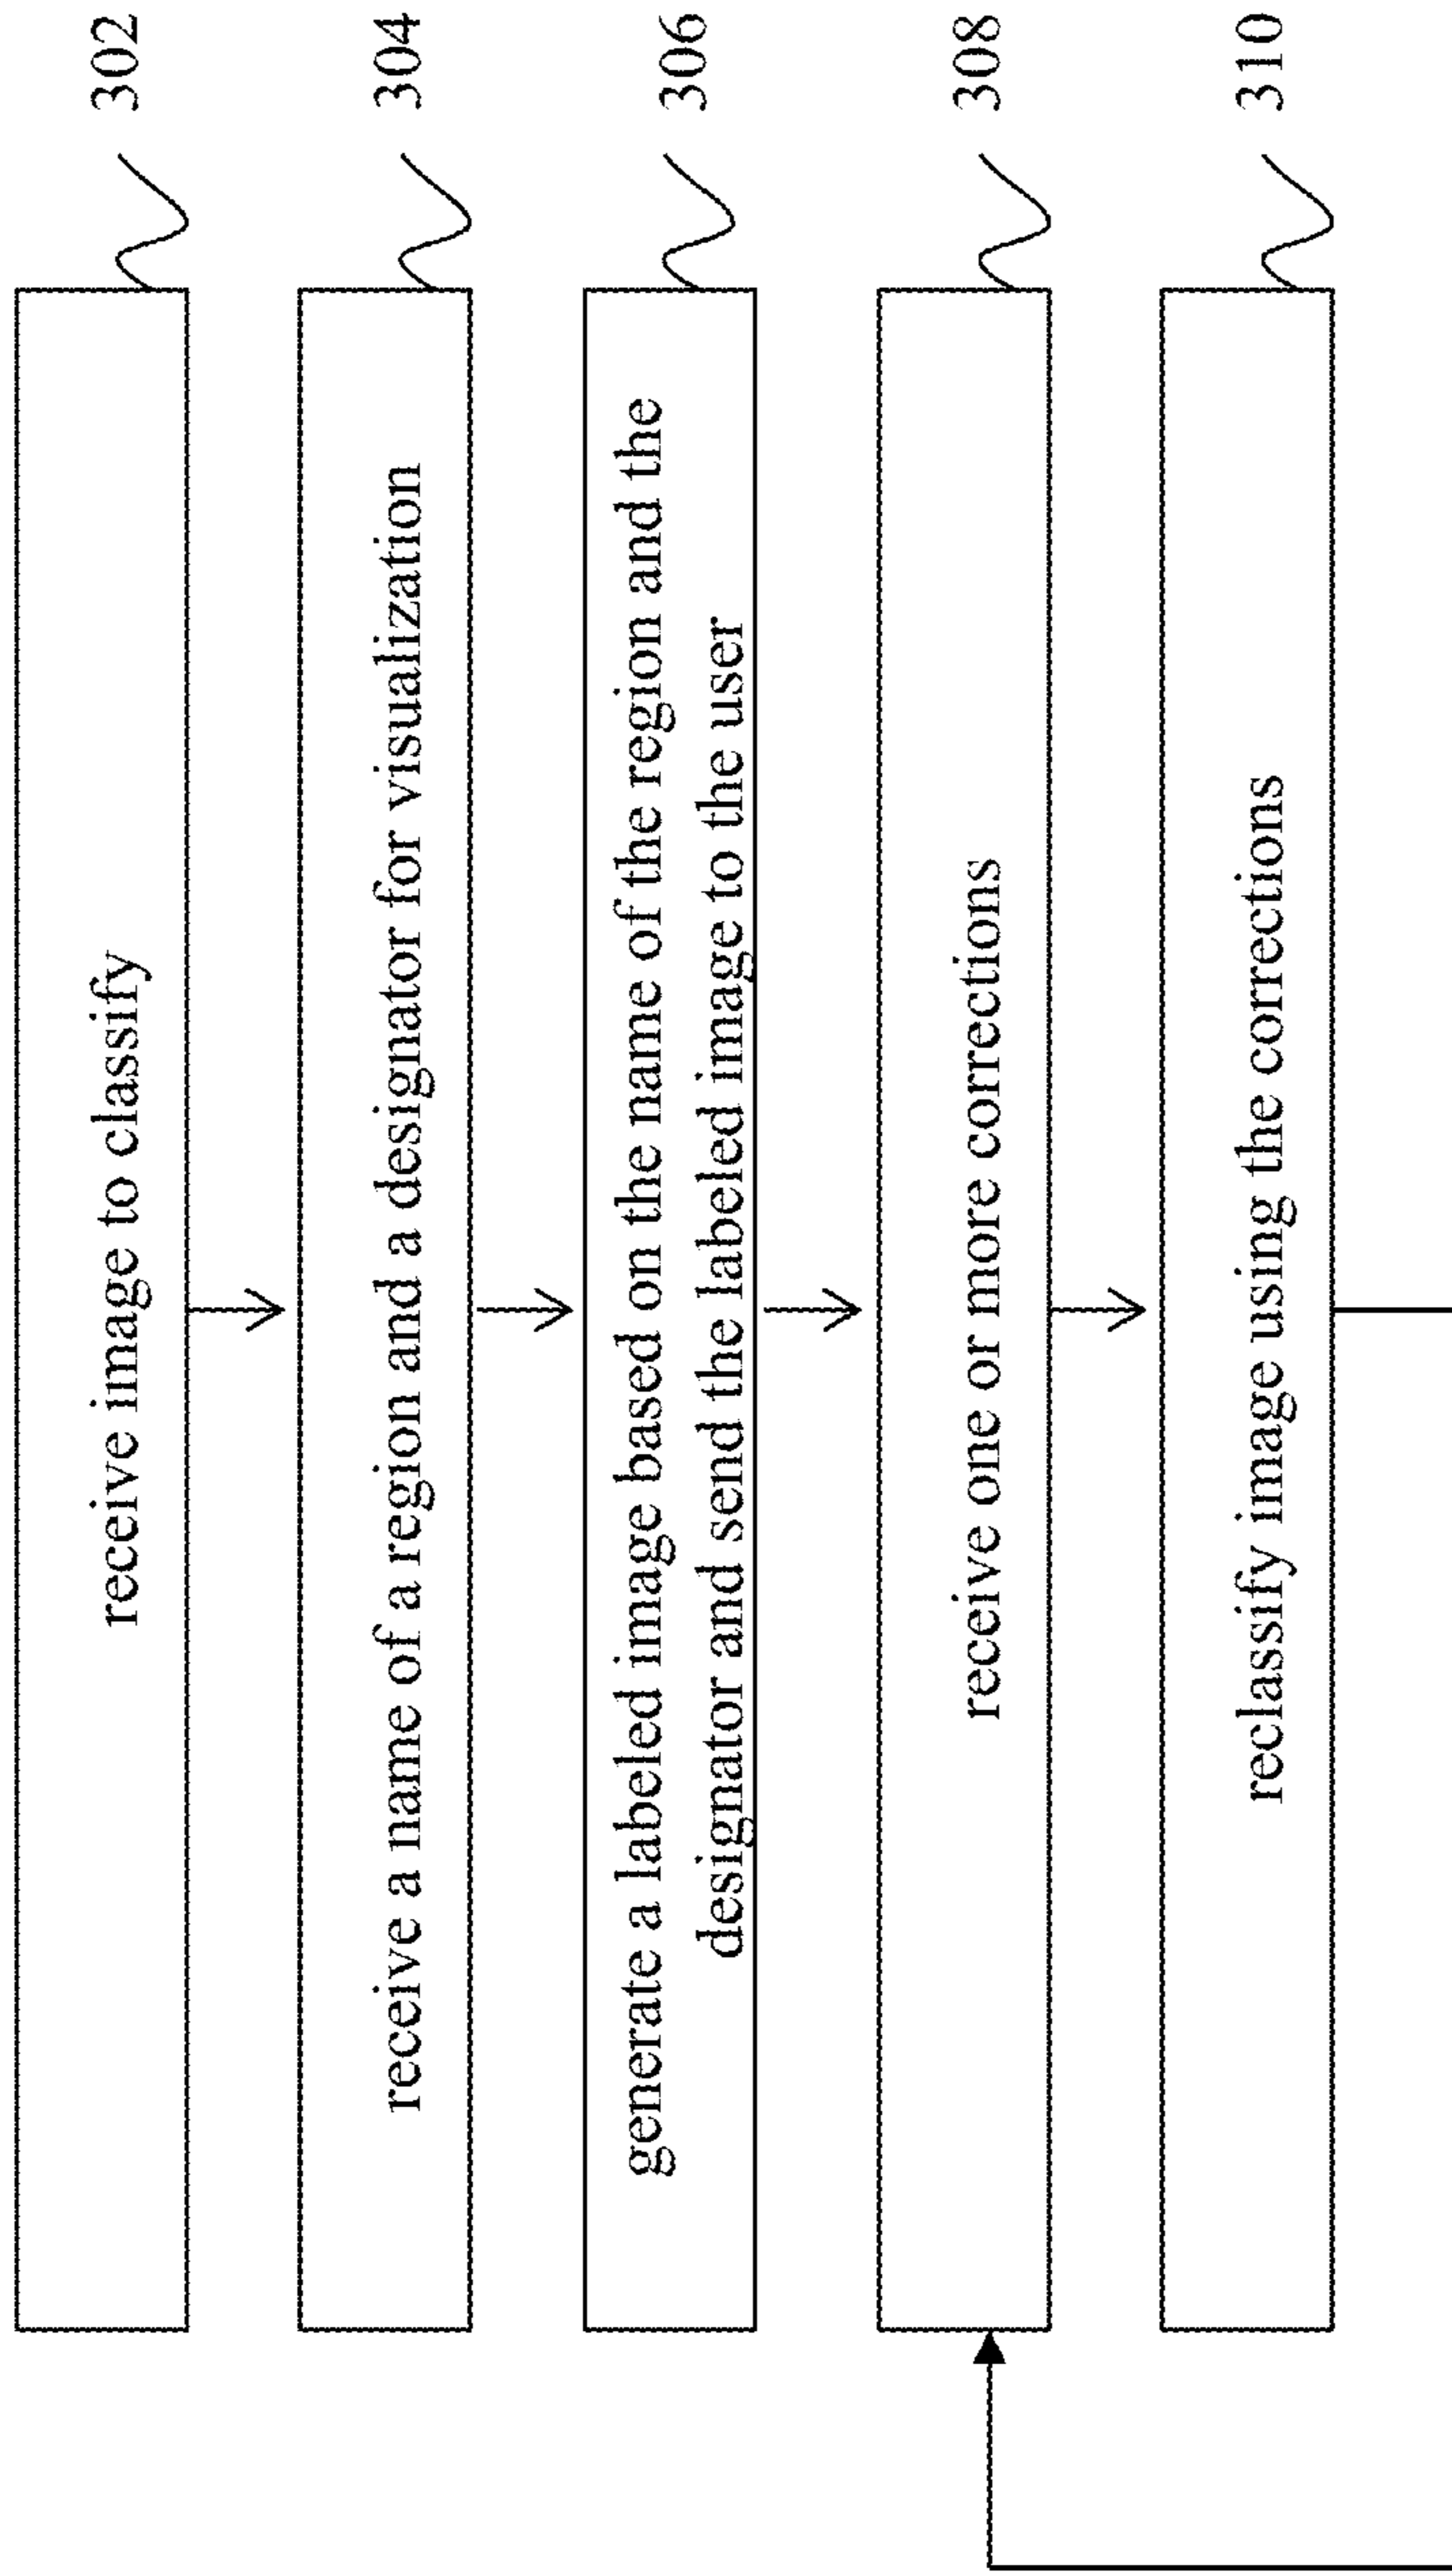 receive image to classify
302
receive a name of a region and a designator for visualization
304
generate a labeled image based on the name of the region and the
designator and send the labeled image to the user
306
receive one or more corrections
308
reclassify image using the corrections
310